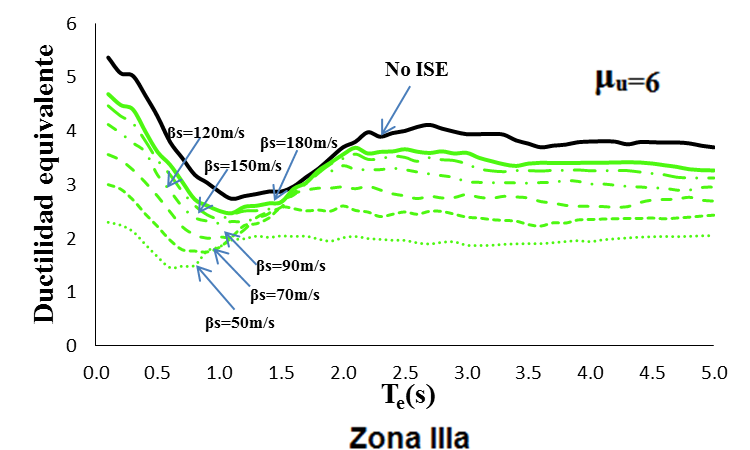 6
5
4
3
2
1
0
Ductilidad equivalente
No ISE
μu=6
βs=120m/s
βs=180m/s
βs=150m/s
βs=90m/s
βs=70m/s
βs=50m/s
0.0 0.5 1.0 1.5 2.0 2.5 3.0 3.5 4.0 4.5 5.0
Te(s)
Zona IIIa